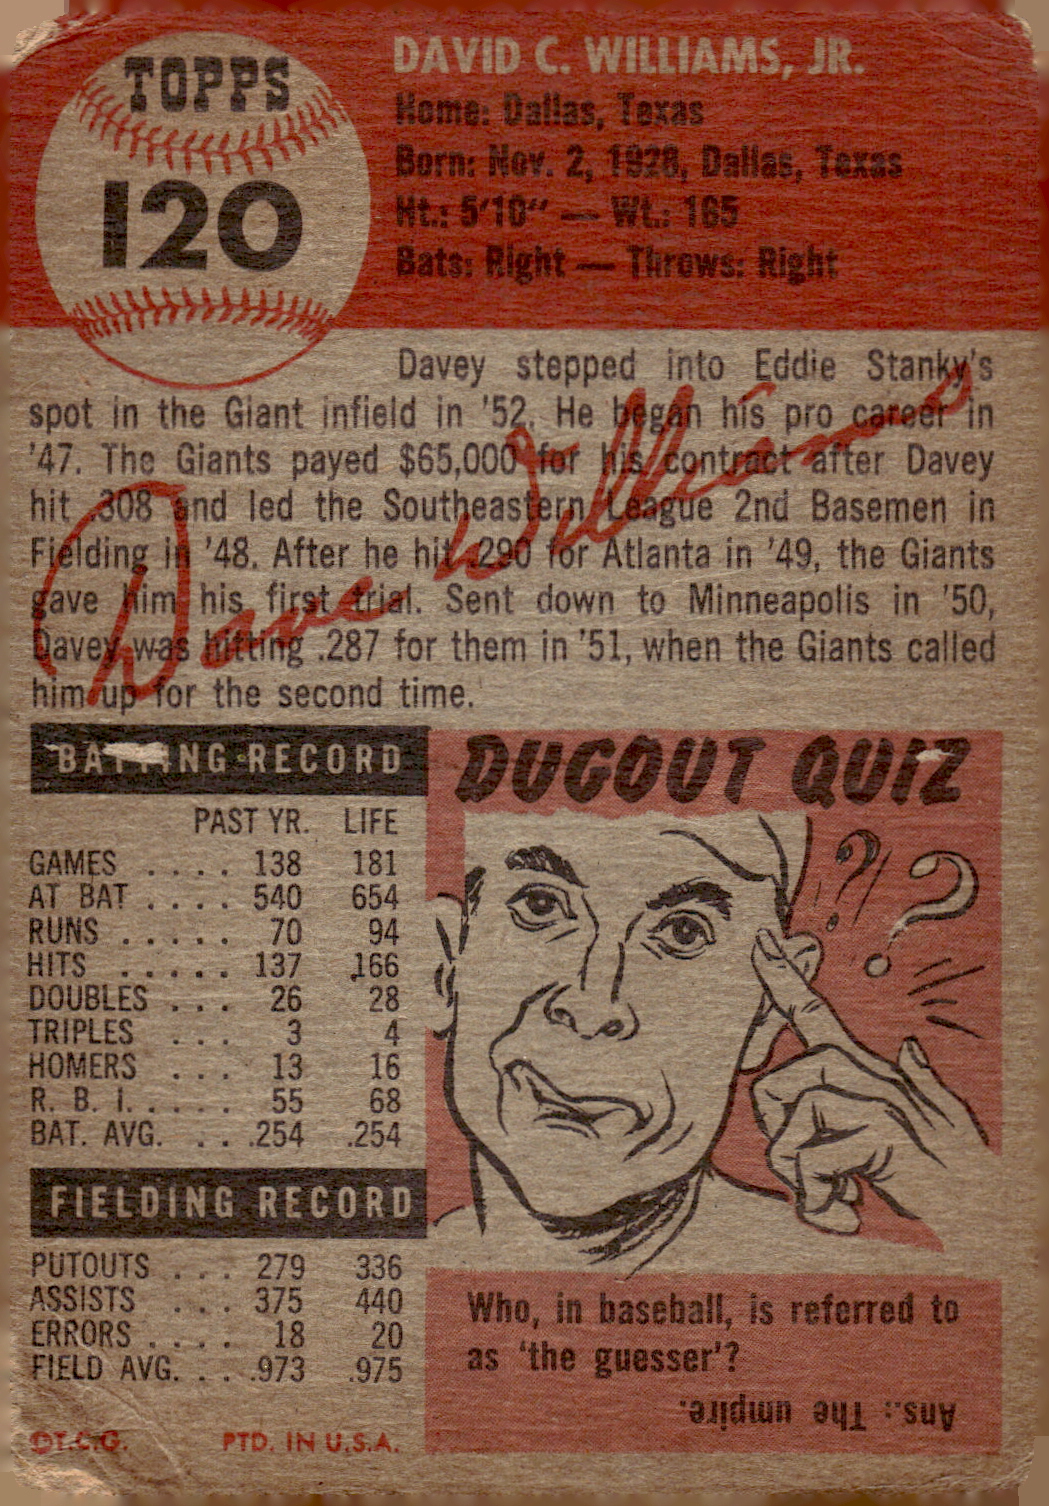 TOPPS
120
DAVID C. WILLIAMS, JR.
Home: Dallas, Texas
Born: Nov. 2, 1928, Dallas, Texas
Ht.: 5'10" — Wt.: 165
Bats: Right — Throws: Right
Davey stepped into Eddie Stanky's
spot in the Giant infield in '52. He began his pro career in
'47. The Giants payed $65,000 for his contract after Davey
hit .308 and led the Southeastern League 2nd Basemen in
Fielding in '48. After he hit .290 for Atlanta in '49, the Giants
gave him his first trial. Sent down to Minneapolis in '50,
Davey was hitting .287 for them in '51, when the Giants called
him up for the second time.
Dave Williams
BATTING RECORD
PAST YR. LIFE
GAMES .... 138 181
AT BAT .... 540 654
RUNS ..... 70 94
HITS ...... 137 166
DOUBLES ... 26 28
TRIPLES ... 3 4
HOMERS ... 13 16
R. B. I. .... 55 68
BAT. AVG. ... .254 .254
FIELDING RECORD
PUTOUTS ... 279 336
ASSISTS ... 375 440
ERRORS .... 18 20
FIELD AVG. ... .973 .975
©T.C.G. PTD. IN U.S.A.
DUGOUT QUIZ
? ?
Who, in baseball, is referred to
as 'the guesser'?
Ans.: The umpire.